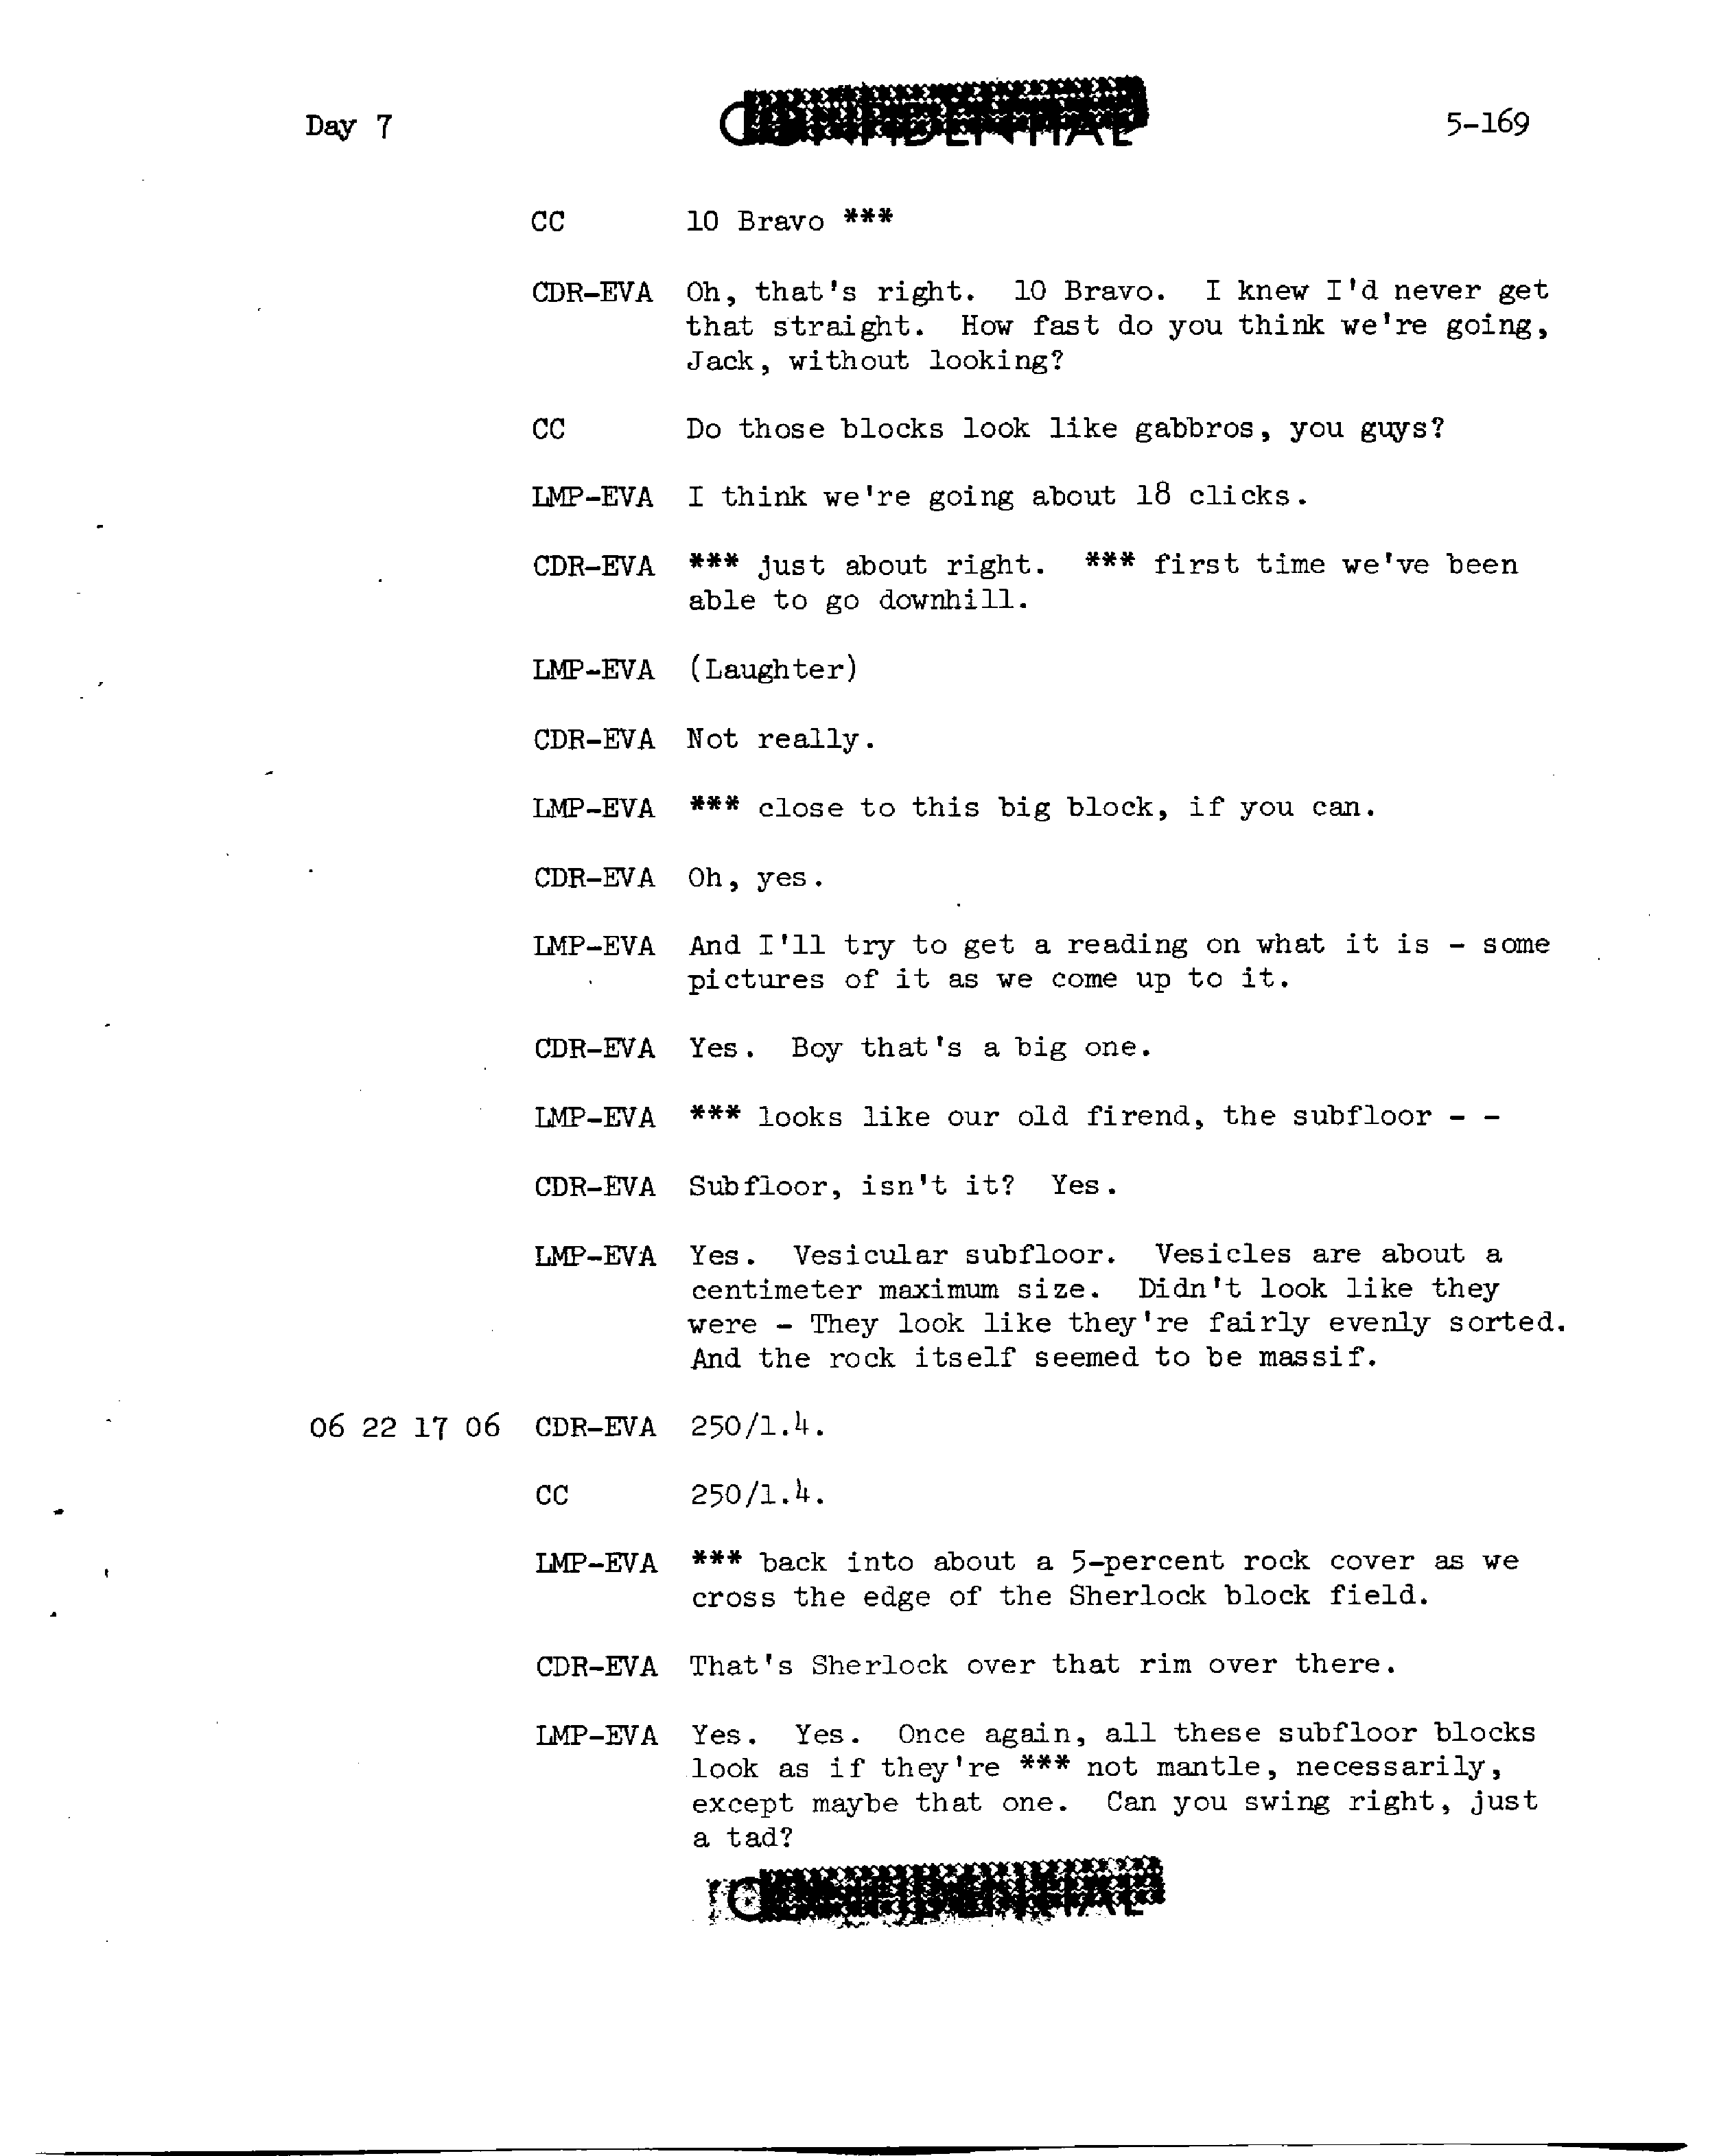 Day 7
CONFIDENTIAL
5-169
CC 10 Bravo ***
CDR-EVA Oh, that's right. 10 Bravo. I knew I'd never get
that straight. How fast do you think we're going,
Jack, without looking?
CC Do those blocks look like gabbros, you guys?
LMP-EVA I think we're going about 18 clicks.
CDR-EVA *** just about right. *** first time we've been
able to go downhill.
LMP-EVA (Laughter)
CDR-EVA Not really.
LMP-EVA *** close to this big block, if you can.
CDR-EVA Oh, yes.
LMP-EVA And I'll try to get a reading on what it is - some
pictures of it as we come up to it.
CDR-EVA Yes. Boy that's a big one.
LMP-EVA *** looks like our old firend, the subfloor - -
CDR-EVA Subfloor, isn't it? Yes.
LMP-EVA Yes. Vesicular subfloor. Vesicles are about a
centimeter maximum size. Didn't look like they
were - They look like they're fairly evenly sorted.
And the rock itself seemed to be massif.
06 22 17 06 CDR-EVA 250/1.4.
CC 250/1.4.
LMP-EVA *** back into about a 5-percent rock cover as we
cross the edge of the Sherlock block field.
CDR-EVA That's Sherlock over that rim over there.
LMP-EVA Yes. Yes. Once again, all these subfloor blocks
look as if they're *** not mantle, necessarily,
except maybe that one. Can you swing right, just
a tad?
CONFIDENTIAL